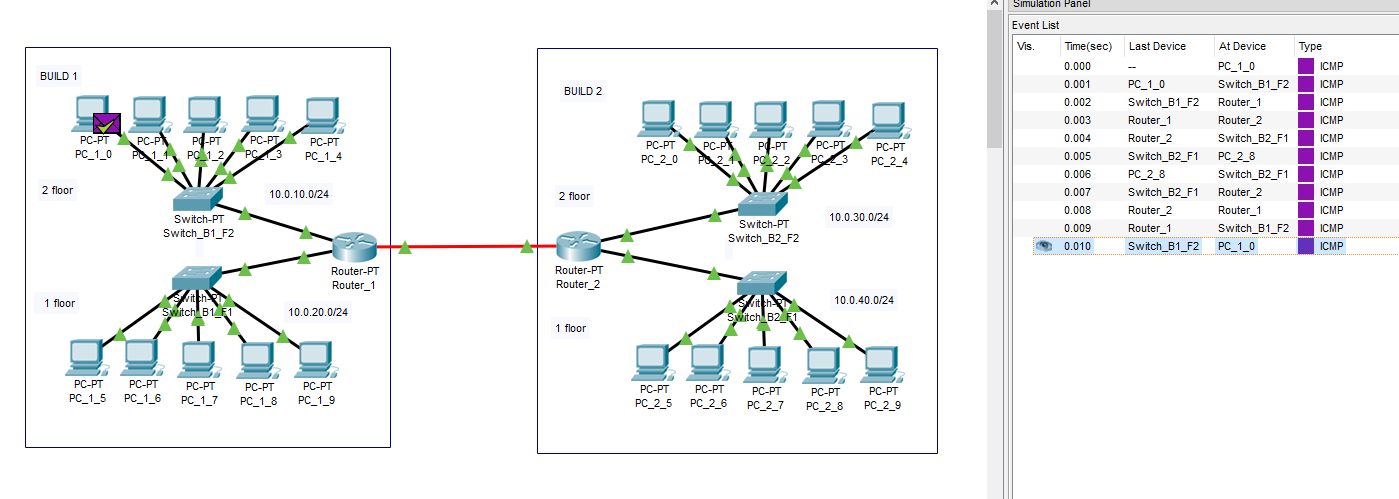 Simulation Panel
Event List
Vis. Time(sec) Last Device At Device Type
0.000 -- PC_1_0 ICMP
0.001 PC_1_0 Switch_B1_F2 ICMP
0.002 Switch_B1_F2 Router_1 ICMP
0.003 Router_1 Router_2 ICMP
0.004 Router_2 Switch_B2_F1 ICMP
0.005 Switch_B2_F1 PC_2_8 ICMP
0.006 PC_2_8 Switch_B2_F1 ICMP
0.007 Switch_B2_F1 Router_2 ICMP
0.008 Router_2 Router_1 ICMP
0.009 Router_1 Switch_B1_F2 ICMP
0.010 Switch_B1_F2 PC_1_0 ICMP
BUILD 1
PC-PT PC-PT PC-PT PC-PT PC-PT
PC_1_0 PC_1_1 PC_1_2 PC_1_3 PC_1_4
2 floor
10.0.10.0/24
Switch-PT
Switch_B1_F2
Router-PT
Router_1
Switch-PT
Switch_B1_F1
1 floor
10.0.20.0/24
PC-PT PC-PT PC-PT PC-PT PC-PT
PC_1_5 PC_1_6 PC_1_7 PC_1_8 PC_1_9
BUILD 2
PC-PT PC-PT PC-PT PC-PT PC-PT
PC_2_0 PC_2_1 PC_2_2 PC_2_3 PC_2_4
2 floor
10.0.30.0/24
Switch-PT
Switch_B2_F2
Router-PT
Router_2
Switch-PT
Switch_B2_F1
10.0.40.0/24
1 floor
PC-PT PC-PT PC-PT PC-PT PC-PT
PC_2_5 PC_2_6 PC_2_7 PC_2_8 PC_2_9